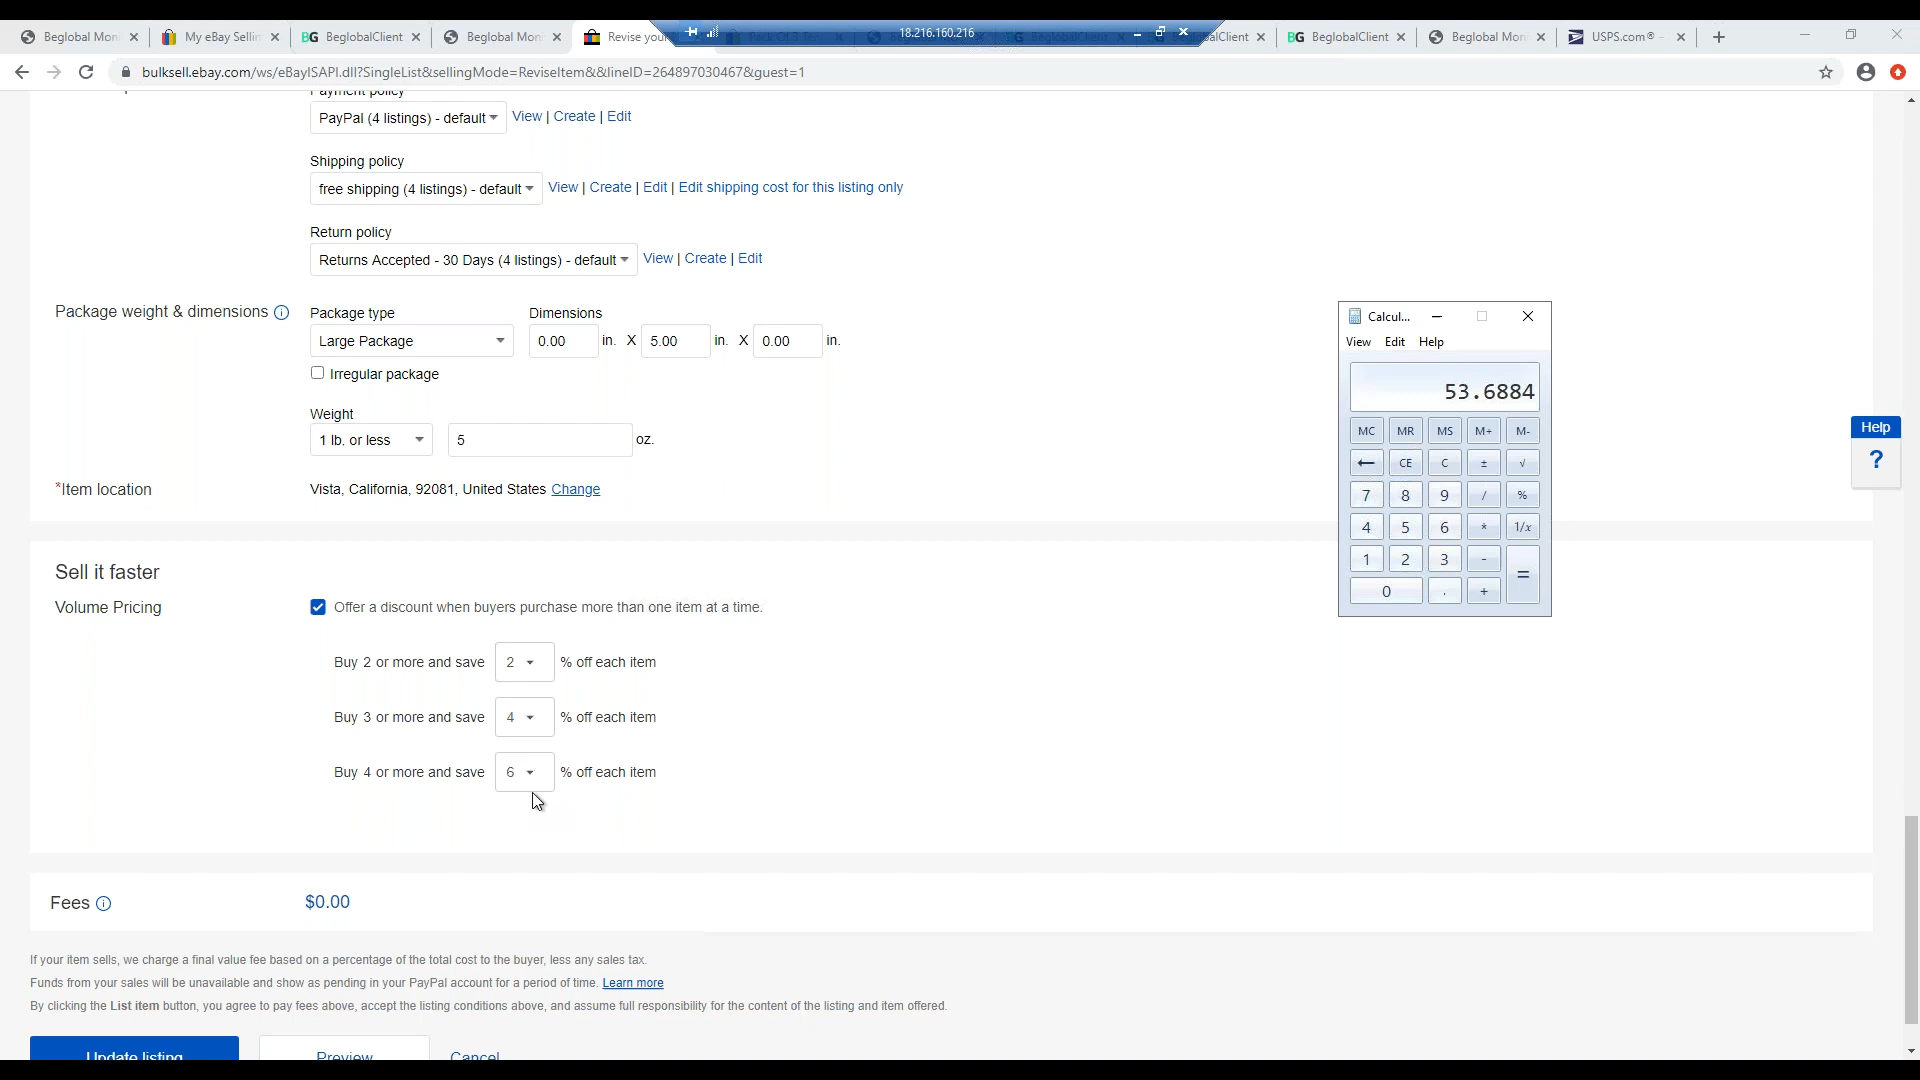 Beglobal Mon
My eBay Sellin
BG BeglobalClient
Beglobal Mon
Revise you
18.216.160.216
Client
BG BeglobalClient
Beglobal Mon
USPS.com®
bulksell.ebay.com/ws/eBayISAPI.dll?SingleList&sellingMode=ReviseItem&&lineID=264897030467&guest=1
Payment policy
PayPal (4 listings) - default
View | Create | Edit
Shipping policy
free shipping (4 listings) - default
View | Create | Edit | Edit shipping cost for this listing only
Return policy
Returns Accepted - 30 Days (4 listings) - default
View | Create | Edit
Package weight & dimensions
Package type
Dimensions
Large Package
0.00 in. X 5.00 in. X 0.00 in.
Irregular package
Weight
1 lb. or less
5 oz.
*Item location
Vista, California, 92081, United States Change
Calcul...
View Edit Help
53.6884
MC MR MS M+ M-
← CE C ± √
7 8 9 / %
4 5 6 * 1/x
1 2 3 - =
0 . +
Help
?
Sell it faster
Volume Pricing
Offer a discount when buyers purchase more than one item at a time.
Buy 2 or more and save 2 % off each item
Buy 3 or more and save 4 % off each item
Buy 4 or more and save 6 % off each item
Fees
$0.00
If your item sells, we charge a final value fee based on a percentage of the total cost to the buyer, less any sales tax.
Funds from your sales will be unavailable and show as pending in your PayPal account for a period of time. Learn more
By clicking the List item button, you agree to pay fees above, accept the listing conditions above, and assume full responsibility for the content of the listing and item offered.
Update listing
Preview
Cancel